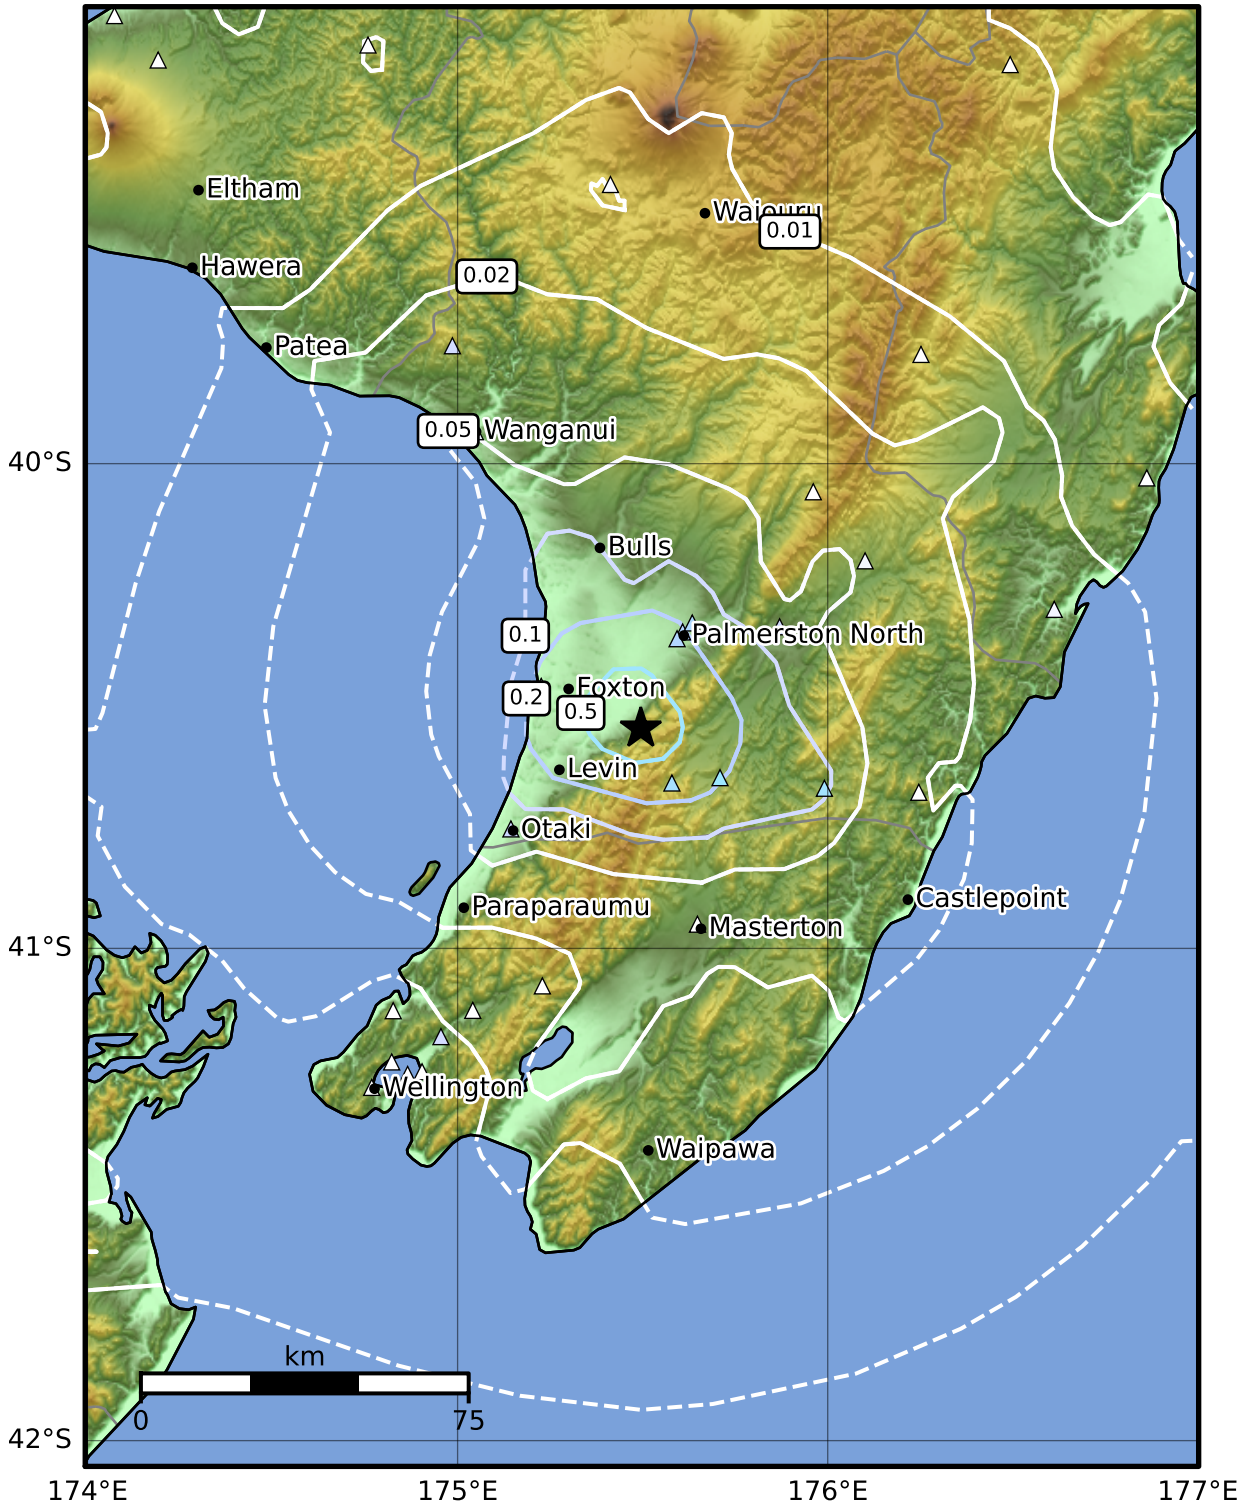 Eltham
Waiouru
0.01
Hawera
0.02
Patea
0.05
Wanganui
40°S
Bulls
0.1
Palmerston North
Foxton
0.2
0.5
Levin
Otaki
Castlepoint
Paraparaumu
Masterton
41°S
Wellington
Waipawa
km
0
75
42°S
174°E
175°E
176°E
177°E